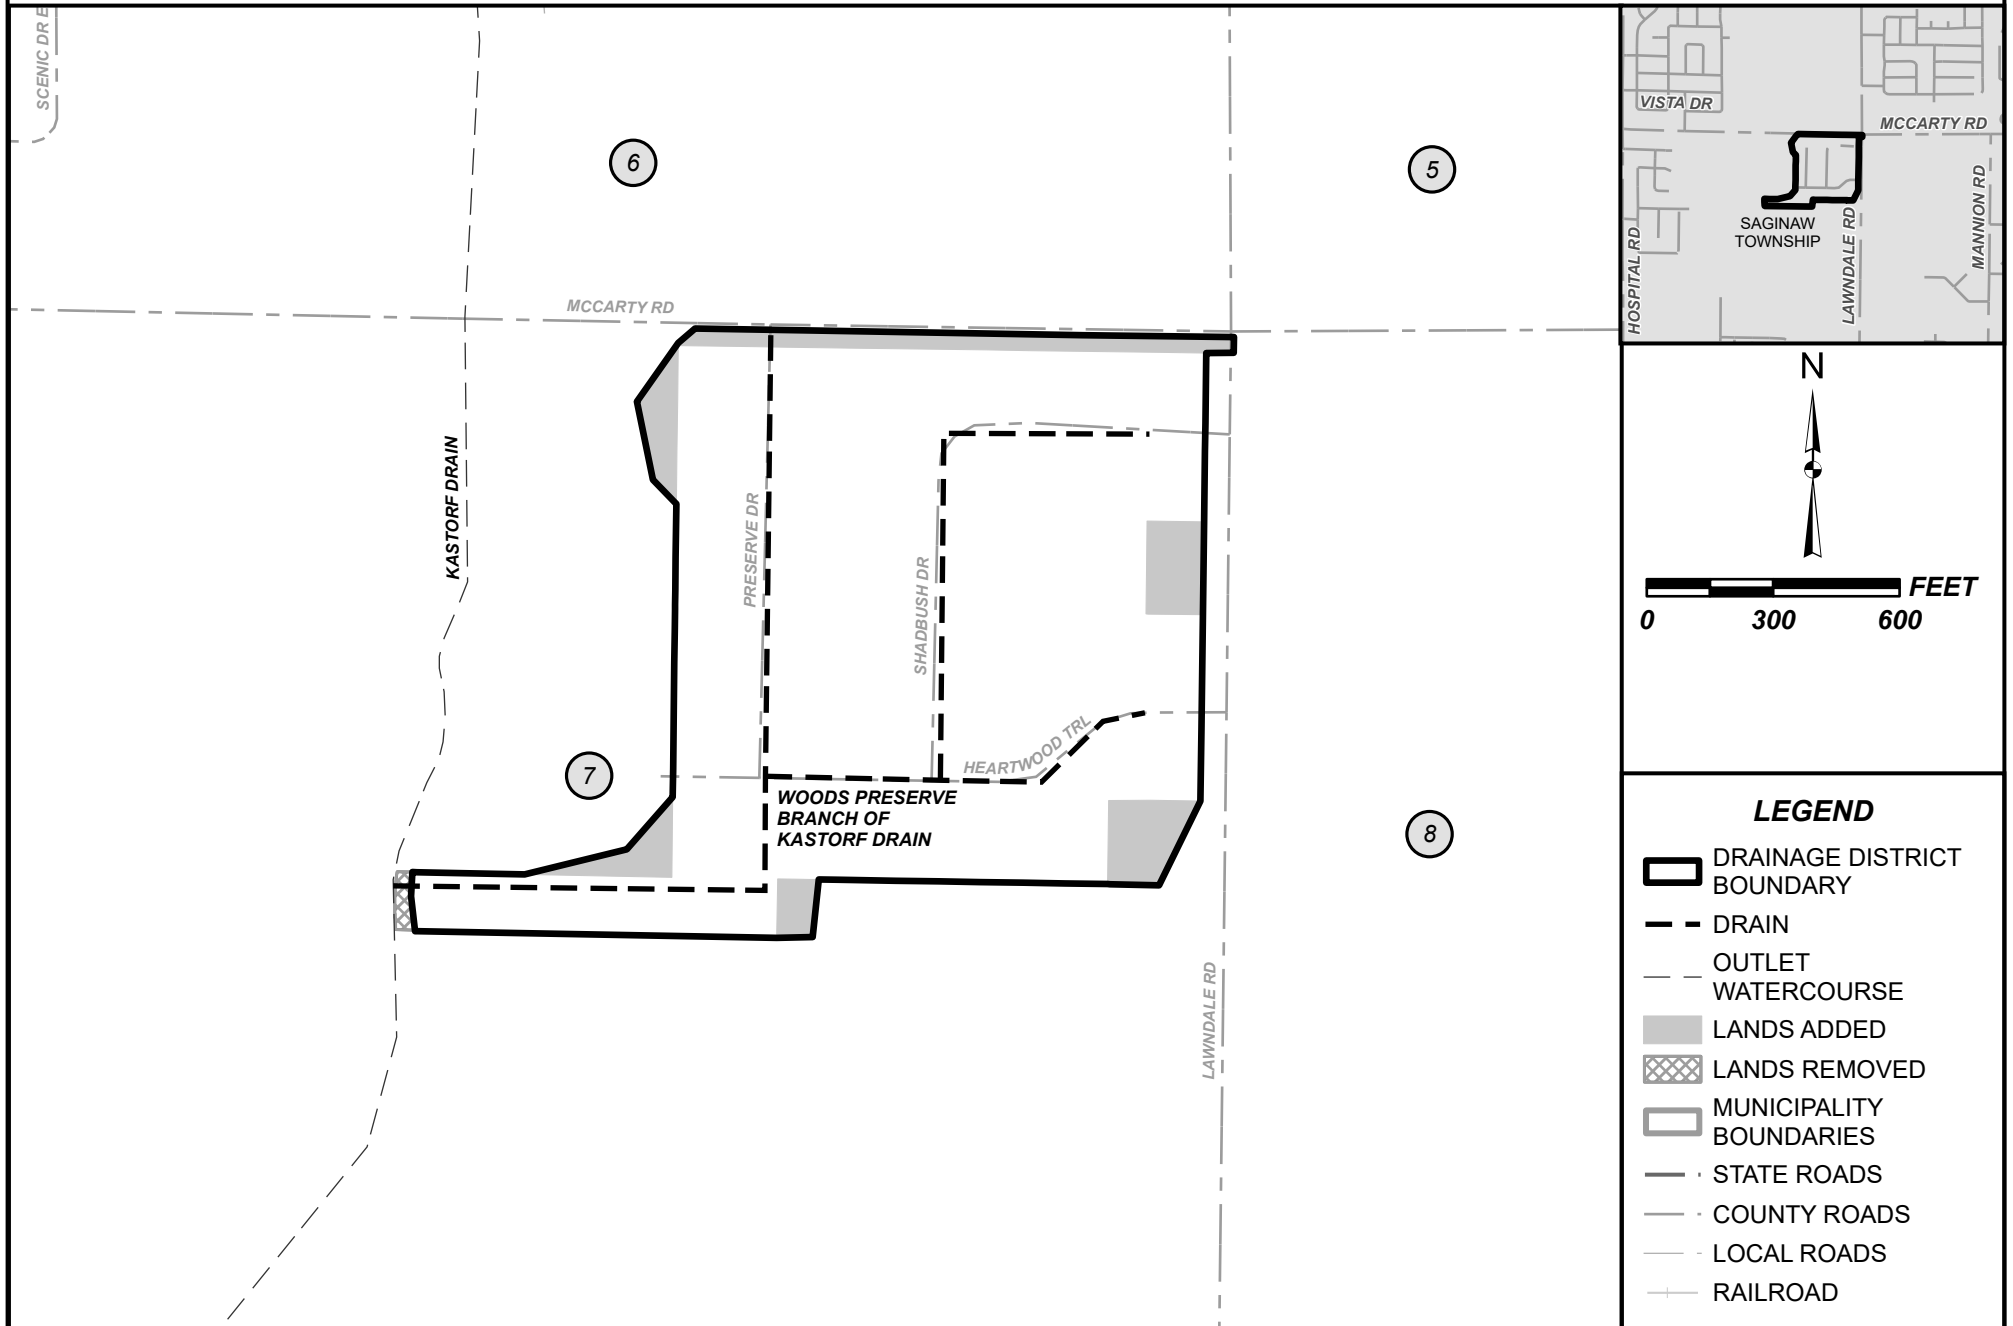 SCENIC DR E
6
5
MCCARTY RD
KASTORF DRAIN
PRESERVE DR
SHADBUSH DR
HEARTWOOD TRL
7
WOODS PRESERVE
BRANCH OF
KASTORF DRAIN
8
LAWNDALE RD
VISTA DR
MCCARTY RD
HOSPITAL RD
SAGINAW
TOWNSHIP
LAWNDALE RD
MANNION RD
N
FEET
0 300 600
LEGEND
DRAINAGE DISTRICT
BOUNDARY
DRAIN
OUTLET
WATERCOURSE
LANDS ADDED
LANDS REMOVED
MUNICIPALITY
BOUNDARIES
STATE ROADS
COUNTY ROADS
LOCAL ROADS
RAILROAD